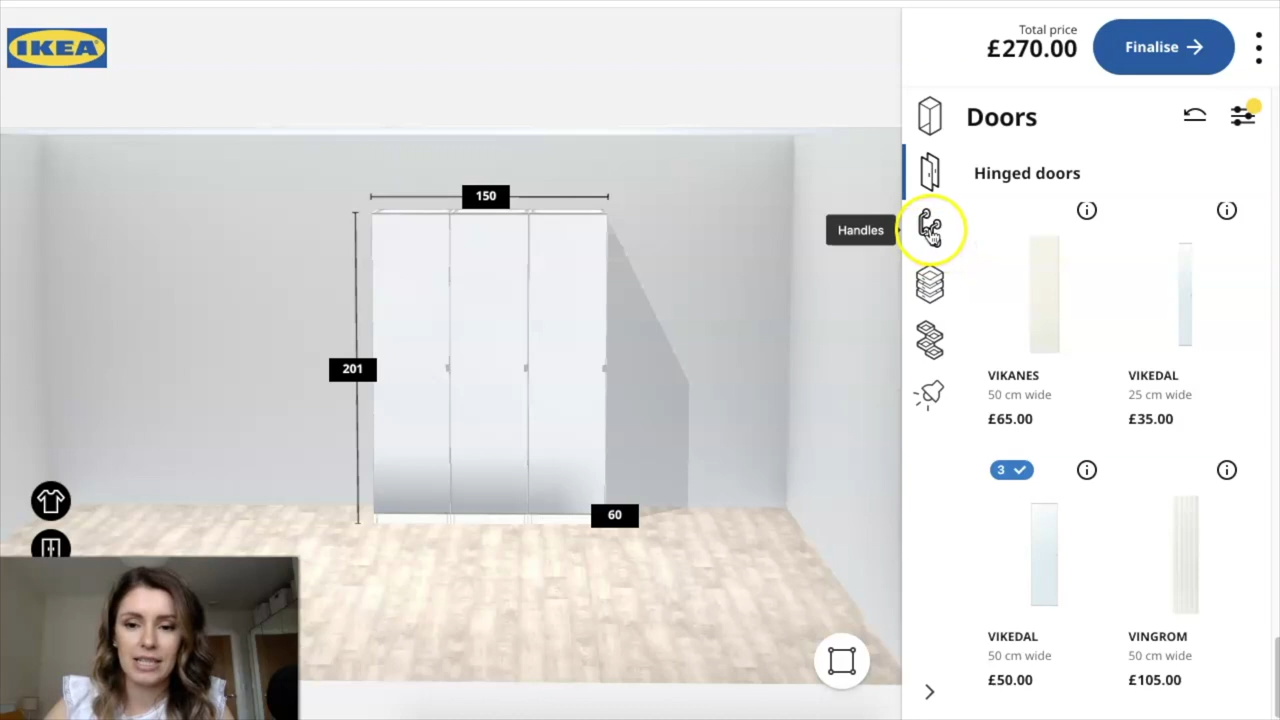 IKEA
Total price
£270.00
Finalise
Doors
Hinged doors
150
Handles
201
60
VIKANES
50 cm wide
£65.00
VIKEDAL
25 cm wide
£35.00
3
VIKEDAL
50 cm wide
£50.00
VINGROM
50 cm wide
£105.00